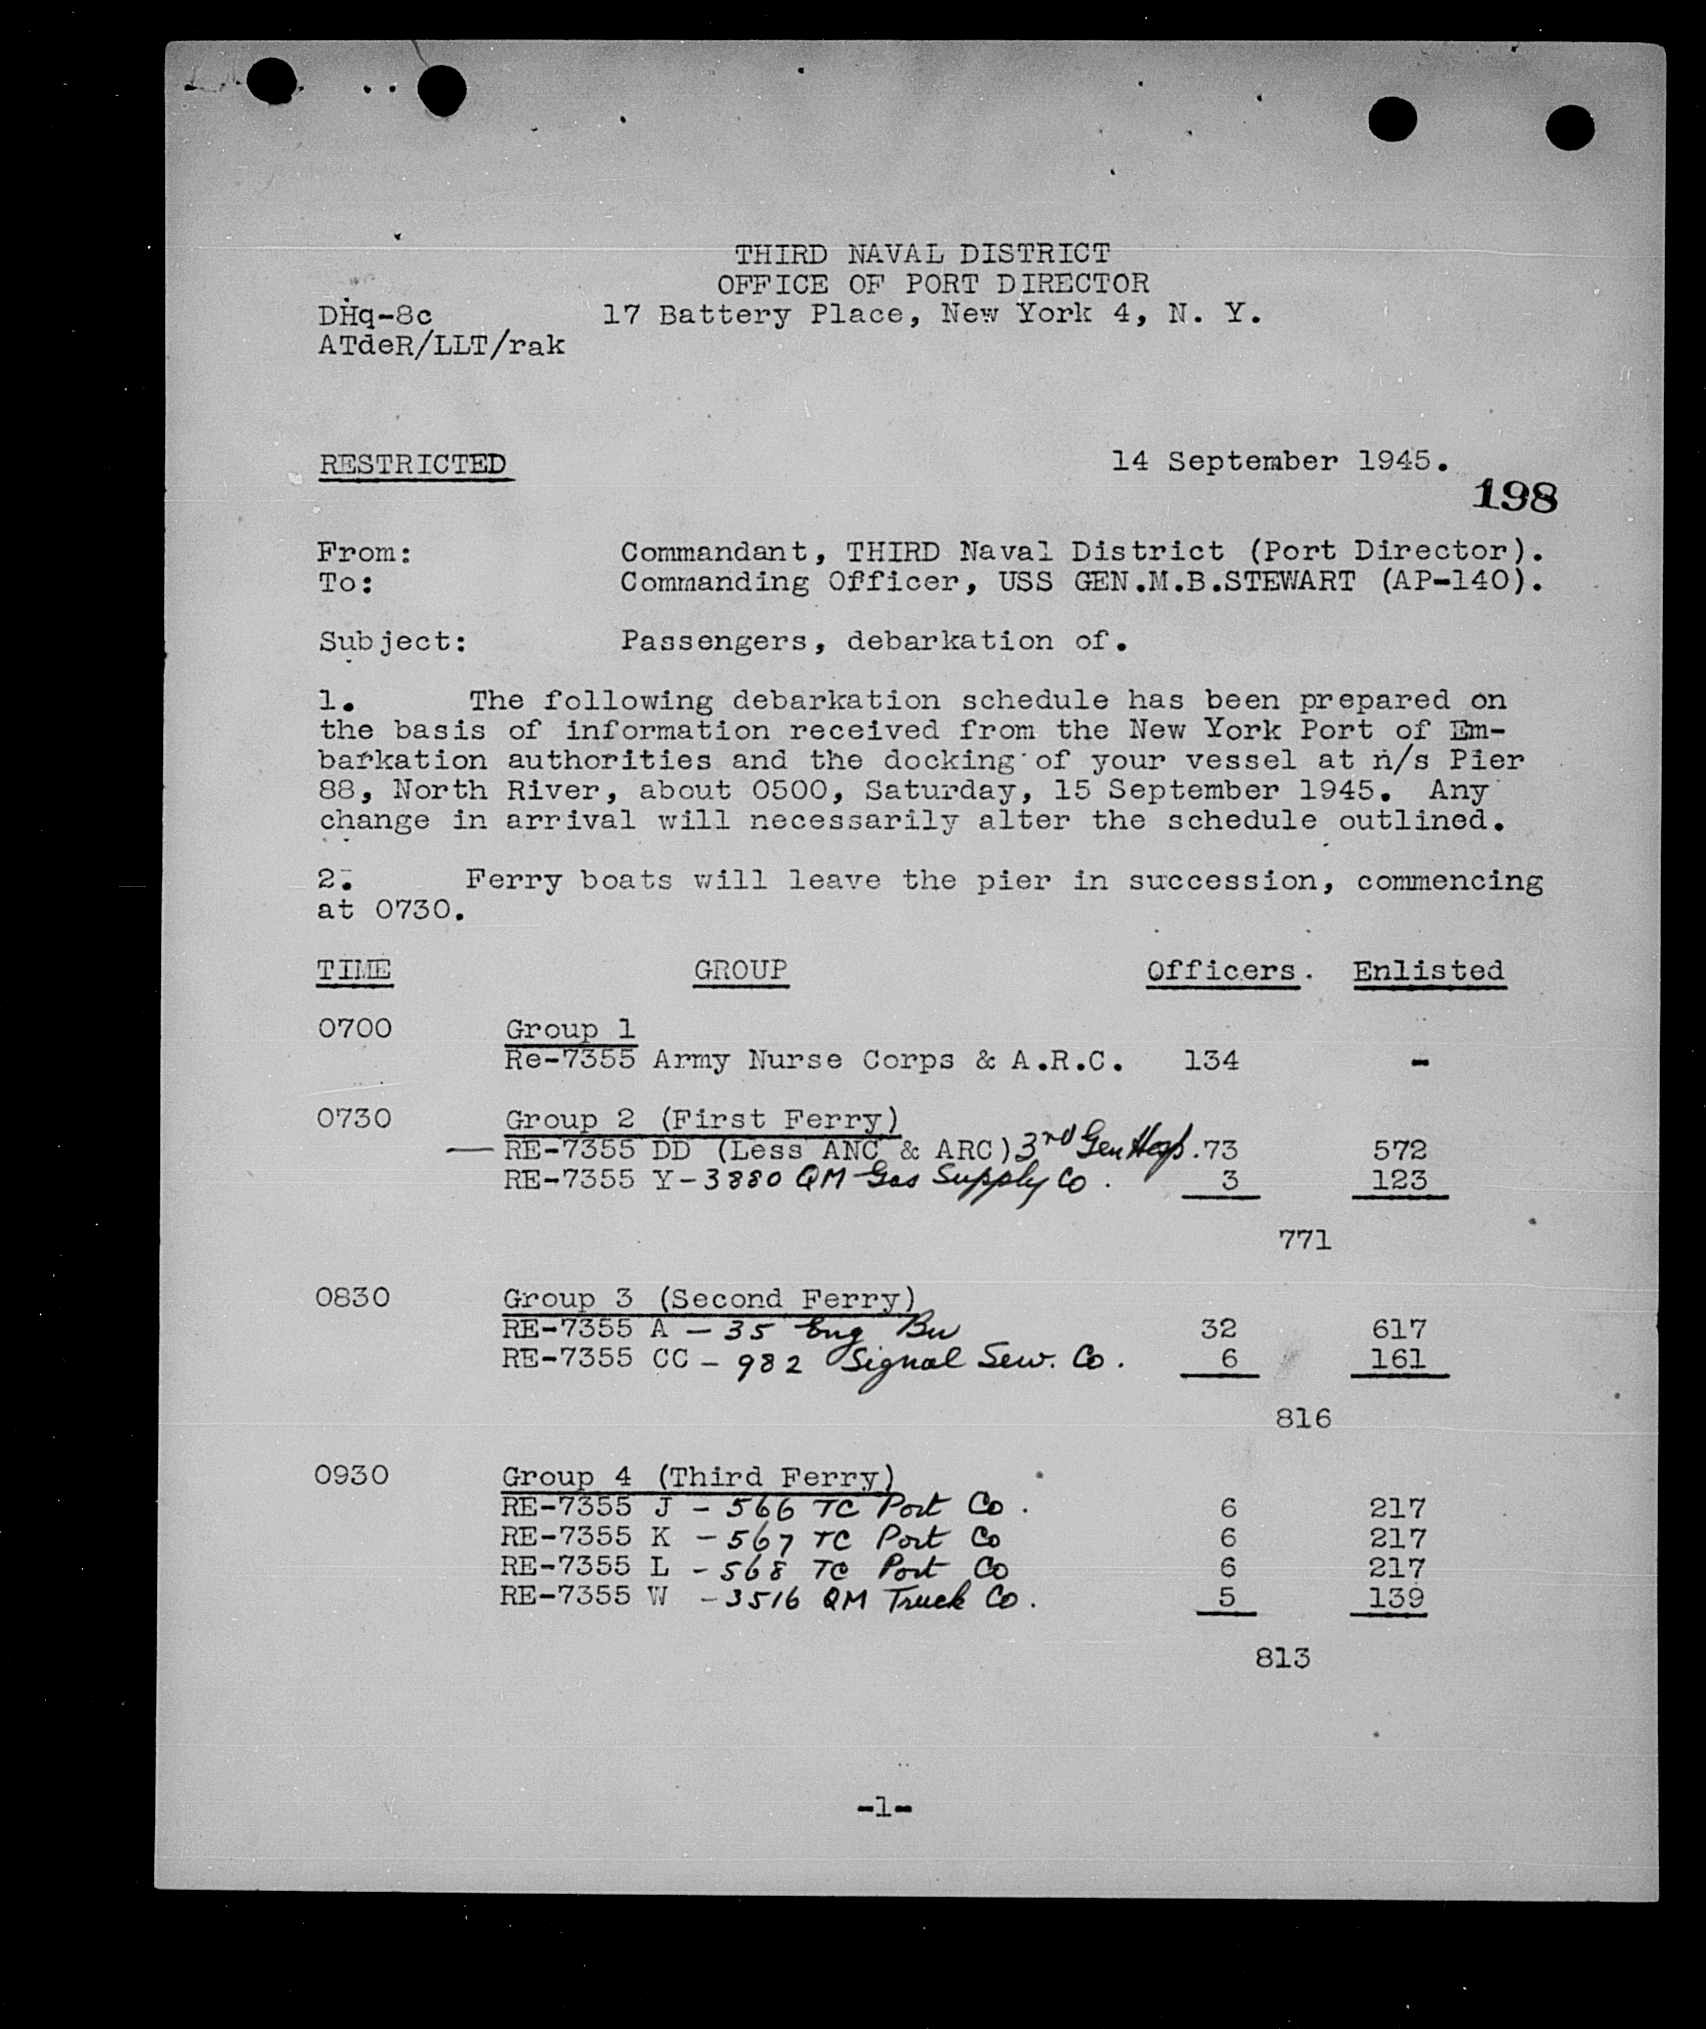 THIRD NAVAL DISTRICT
OFFICE OF PORT DIRECTOR
DHq-8c 17 Battery Place, New York 4, N. Y.
ATdeR/LLT/rak
RESTRICTED 14 September 1945.
198
From: Commandant, THIRD Naval District (Port Director).
To: Commanding Officer, USS GEN.M.B.STEWART (AP-140).
Subject: Passengers, debarkation of.
1. The following debarkation schedule has been prepared on
the basis of information received from the New York Port of Em-
barkation authorities and the docking of your vessel at n/s Pier
88, North River, about 0500, Saturday, 15 September 1945. Any
change in arrival will necessarily alter the schedule outlined.
2. Ferry boats will leave the pier in succession, commencing
at 0730.
TIME GROUP Officers. Enlisted
0700 Group 1
Re-7355 Army Nurse Corps & A.R.C. 134 -
0730 Group 2 (First Ferry)
— RE-7355 DD (Less ANC & ARC) 3rd Gen Hosp. 73 572
RE-7355 Y - 3880 QM Gas Supply Co. 3 123
771
0830 Group 3 (Second Ferry)
RE-7355 A - 35 Eng Bn 32 617
RE-7355 CC - 982 Signal Serv. Co. 6 161
816
0930 Group 4 (Third Ferry)
RE-7355 J - 566 TC Port Co. 6 217
RE-7355 K - 567 TC Port Co 6 217
RE-7355 L - 568 TC Port Co 6 217
RE-7355 W - 3516 QM Truck Co. 5 139
813
-1-